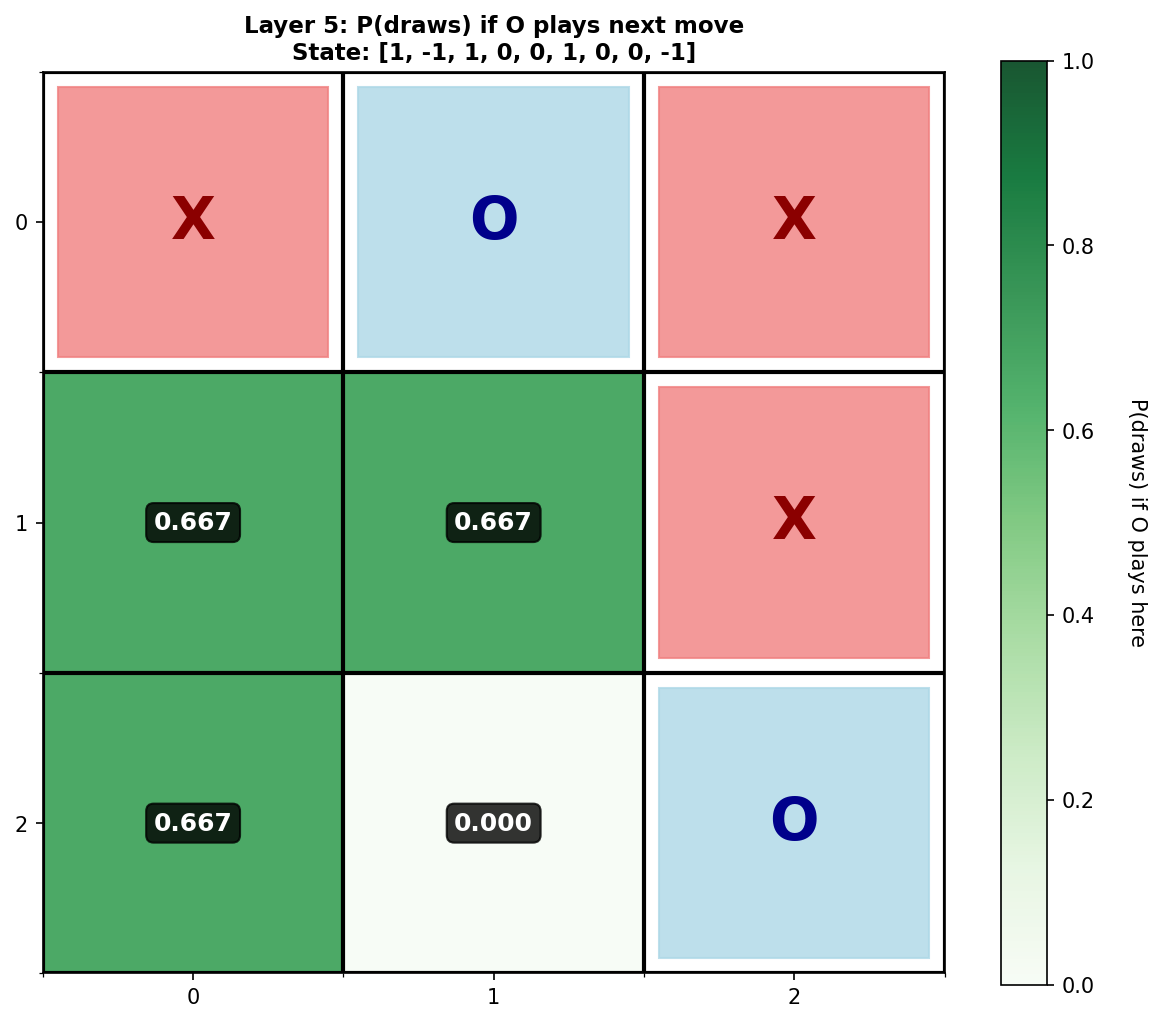 Layer 5: P(draws) if O plays next move
State: [1, -1, 1, 0, 0, 1, 0, 0, -1]
X
O
X
0
0.667
0.667
X
1
0.667
0.000
O
2
0
1
2
1.0
0.8
0.6
0.4
0.2
0.0
P(draws) if O plays here